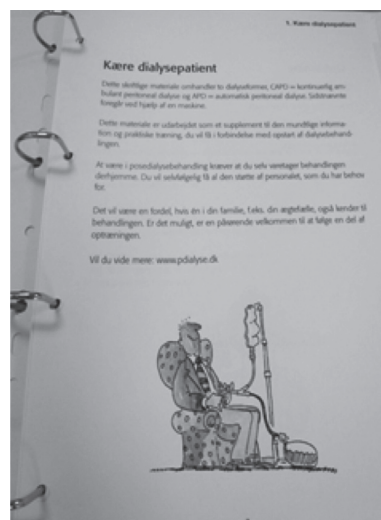 1. Kære dialysepatient
Kære dialysepatient
Dette skriftlige materiale omhandler to dialyseformer, CAPD = kontinuerlig am-
bulant peritoneal dialyse og APD = automatisk peritoneal dialyse. Sidstnævnte
foregår ved hjælp af en maskine.
Dette materiale er udarbejdet som et supplement til den mundtlige informa-
tion og praktiske træning, du vil få i forbindelse med opstart af dialysebehand-
lingen.
At være i posedialysebehandling kræver at du selv varetager behandlingen
derhjemme. Du vil selvfølgelig få al den støtte af personalet, som du har behov
for.
Det vil være en fordel, hvis én i din familie, f.eks. din ægtefælle, også kender til
behandlingen. Er det muligt, er en pårørende velkommen til at følge en del af
optræningen.
Vil du vide mere: www.pdialyse.dk